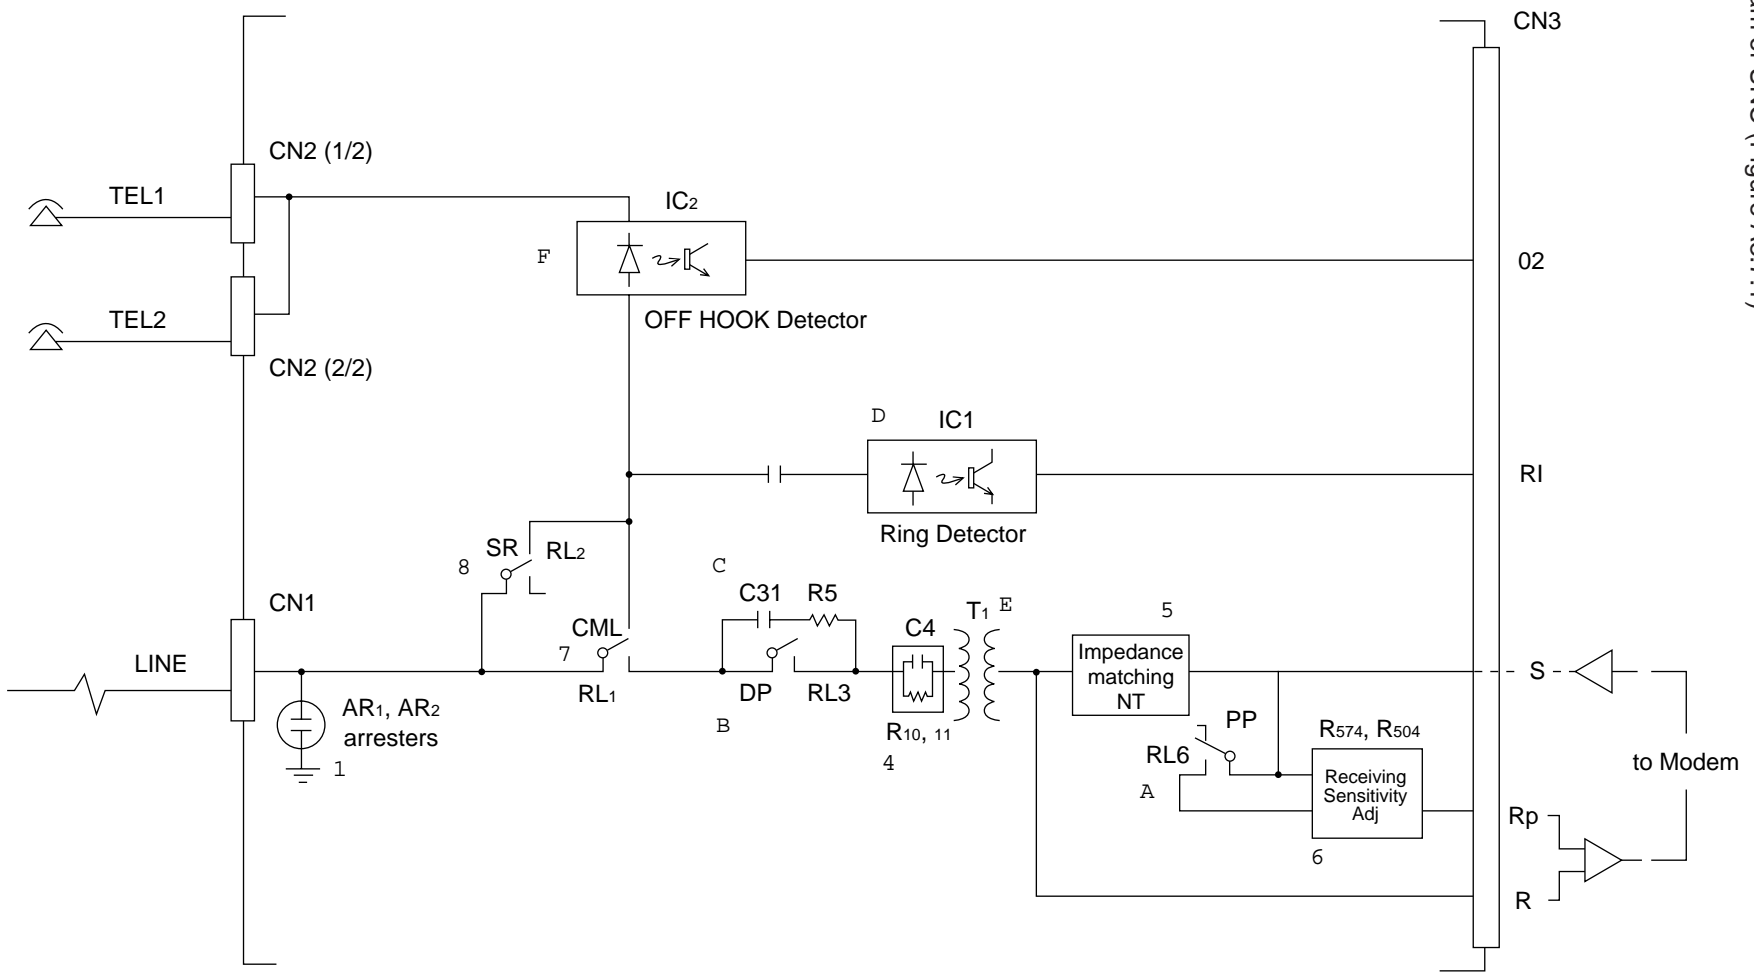 CN3
CN2 (1/2)
TEL1
IC2
F
02
TEL2
OFF HOOK Detector
CN2 (2/2)
D
IC1
RI
Ring Detector
SR
RL2
8
C
CN1
C31
R5
T1
E
5
CML
C4
7
LINE
Impedance
matching
NT
S
RL1
DP
RL3
AR1, AR2
arresters
B
R10, 11
PP
R574, R504
4
RL6
1
to Modem
Receiving
Sensitivity
Adj
A
Rp
6
R